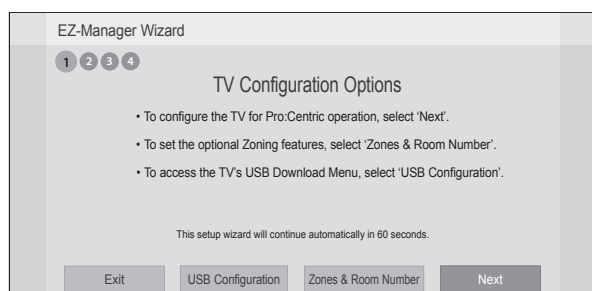 EZ-Manager Wizard
1 2 3 4
TV Configuration Options
• To configure the TV for Pro:Centric operation, select 'Next'.
• To set the optional Zoning features, select 'Zones & Room Number'.
• To access the TV's USB Download Menu, select 'USB Configuration'.
This setup wizard will continue automatically in 60 seconds.
Exit USB Configuration Zones & Room Number Next